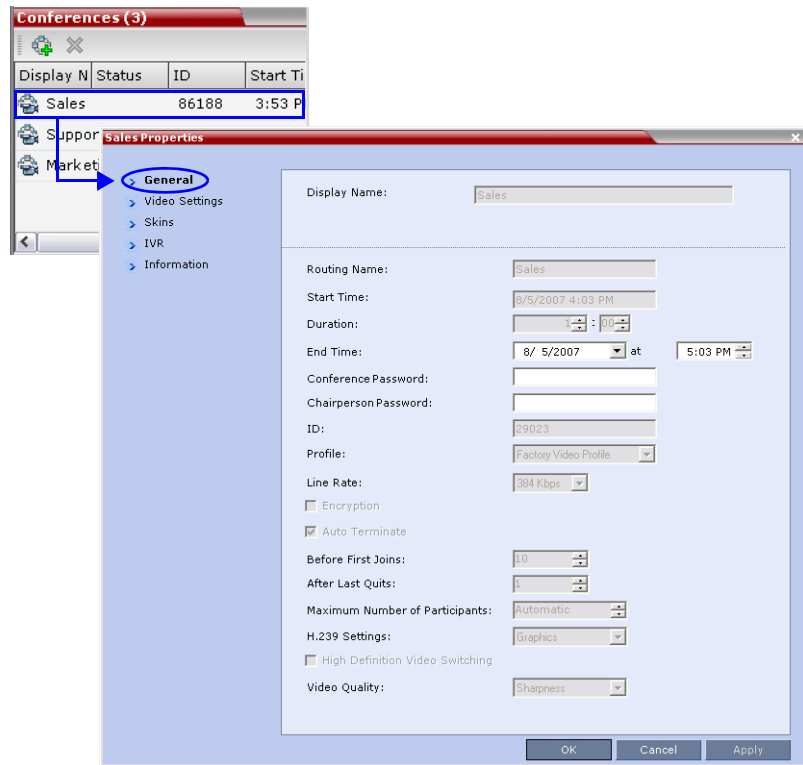 Conferences (3)
Display N Status ID Start Ti
Sales 86188 3:53 P
Suppor
Marketi
Sales Properties
General
Video Settings
Skins
IVR
Information
Display Name: Sales
Routing Name: Sales
Start Time: 8/5/2007 4:03 PM
Duration: 1 : 00
End Time: 8/ 5/2007 at 5:03 PM
Conference Password:
Chairperson Password:
ID: 29023
Profile: Factory Video Profile
Line Rate: 384 Kbps
Encryption
Auto Terminate
Before First Joins: 10
After Last Quits: 1
Maximum Number of Participants: Automatic
H.239 Settings: Graphics
High Definition Video Switching
Video Quality: Sharpness
OK Cancel Apply